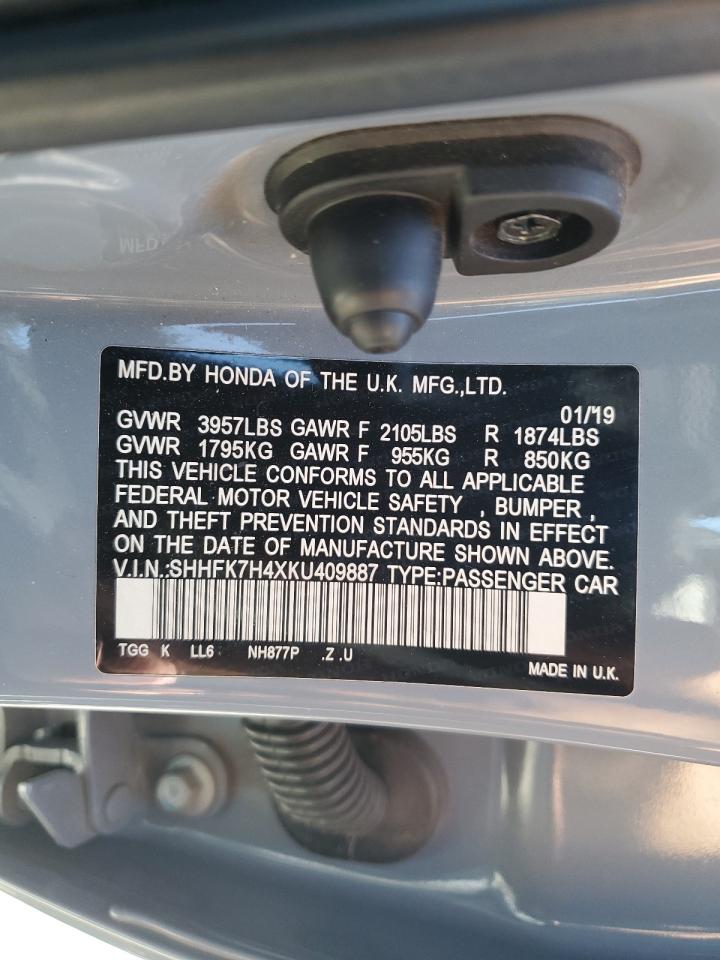 MFD.BY HONDA OF THE U.K. MFG.,LTD.
01/19
GVWR 3957LBS GAWR F 2105LBS R 1874LBS
GVWR 1795KG GAWR F 955KG R 850KG
THIS VEHICLE CONFORMS TO ALL APPLICABLE
FEDERAL MOTOR VEHICLE SAFETY , BUMPER ,
AND THEFT PREVENTION STANDARDS IN EFFECT
ON THE DATE OF MANUFACTURE SHOWN ABOVE.
V.I.N.:SHHFK7H4XKU409887 TYPE:PASSENGER CAR
TGG K LL6 NH877P .Z .U
MADE IN U.K.